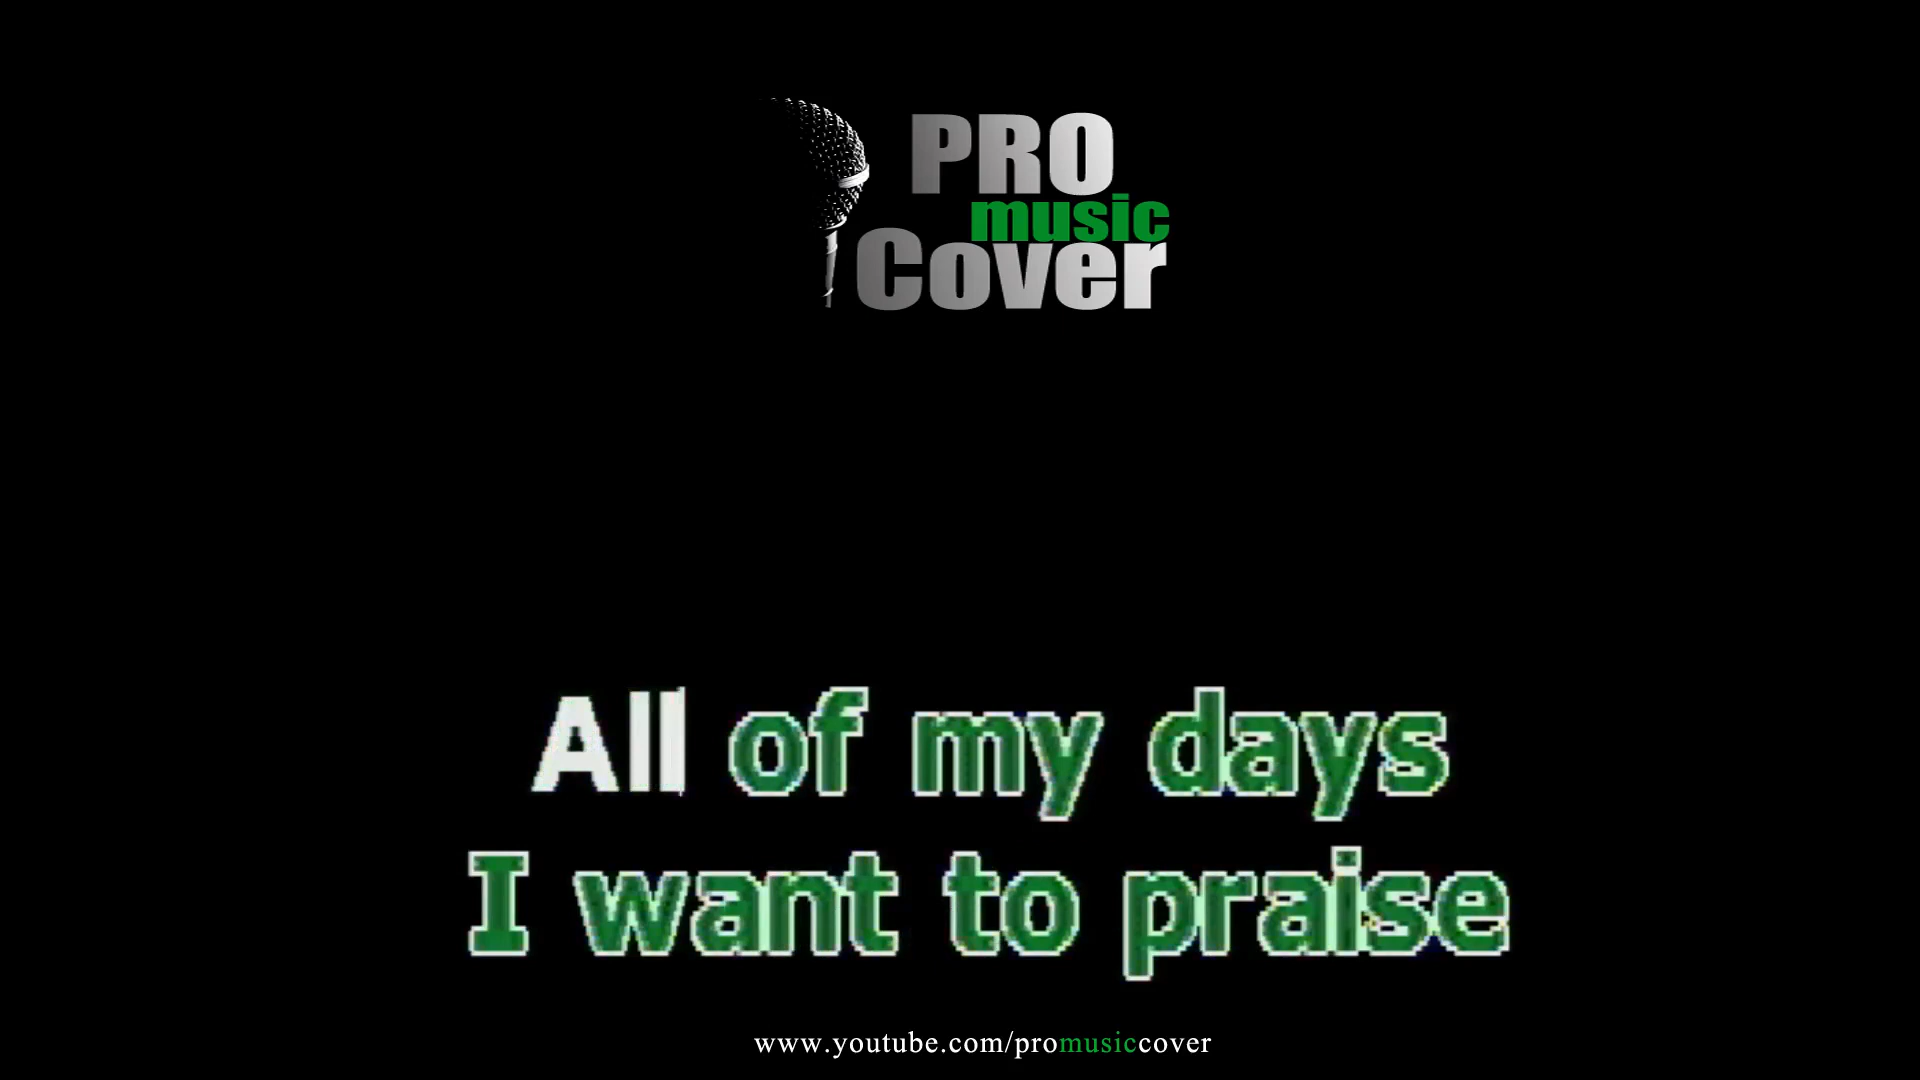 PRO
music
Cover
All of my days
I want to praise
www.youtube.com/promusiccover